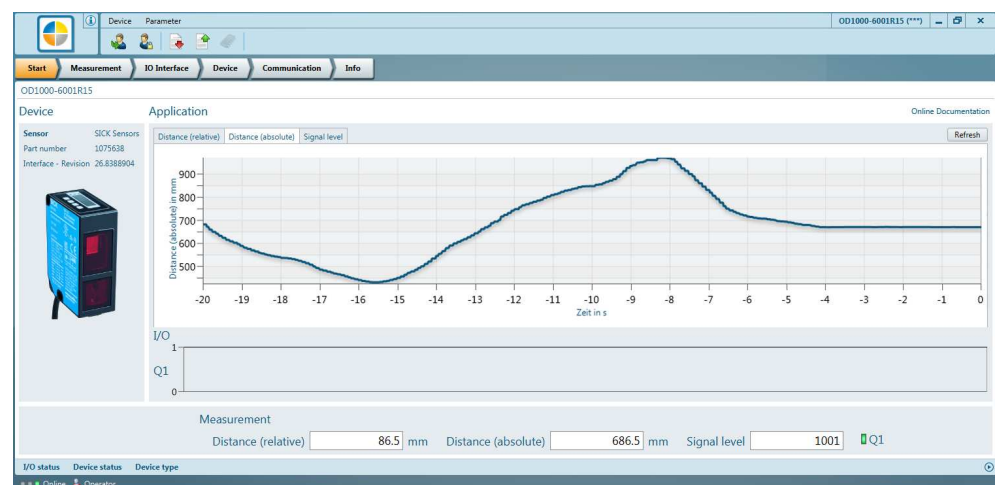 Device Parameter
OD1000-6001R15 (***)
Start Measurement IO Interface Device Communication Info
OD1000-6001R15
Device
Application
Online Documentation
Sensor SICK Sensors
Part number 1075638
Interface - Revision 26.8388904
Distance (relative) Distance (absolute) Signal level
Refresh
Distance (absolute) in mm
900
800
700
600
500
-20 -19 -18 -17 -16 -15 -14 -13 -12 -11 -10 -9 -8 -7 -6 -5 -4 -3 -2 -1 0
Zeit in s
I/O
1
Q1
0
Measurement
Distance (relative) 86.5 mm Distance (absolute) 686.5 mm Signal level 1001 Q1
I/O status Device status Device type
Online Operator